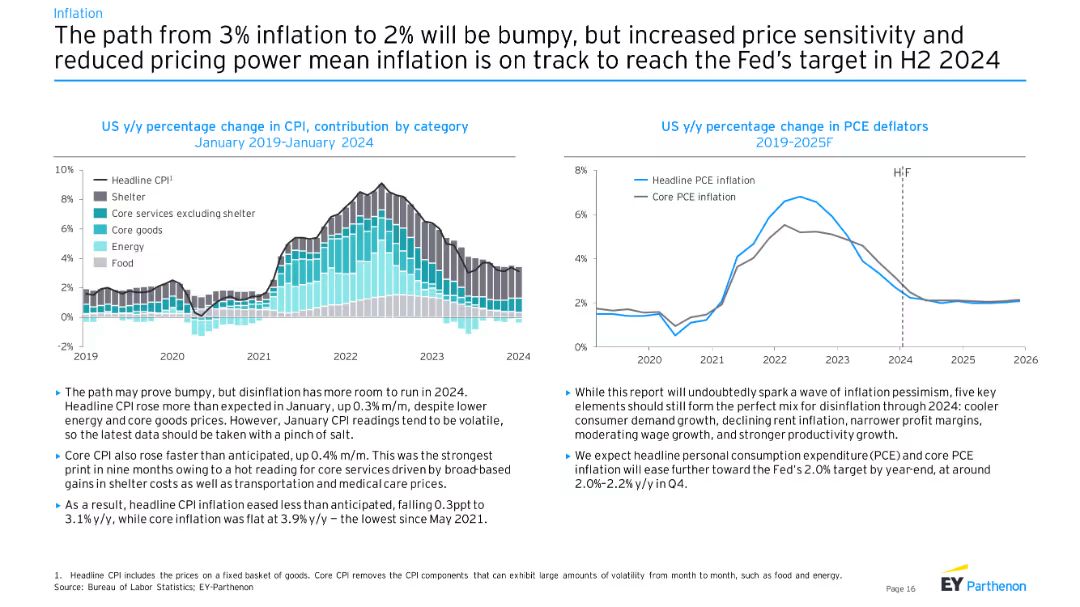 Inflation
The path from 3% inflation to 2% will be bumpy, but increased price sensitivity and
reduced pricing power mean inflation is on track to reach the Fed's target in H2 2024
US y/y percentage change in CPI, contribution by category
January 2019-January 2024
10%
8%
6%
4%
2%
0%
-2%
Headline CPI¹
Shelter
Core services excluding shelter
Core goods
Energy
Food
2019 2020 2021 2022 2023 2024
US y/y percentage change in PCE deflators
2019-2025F
8%
6%
4%
2%
0%
Headline PCE inflation
Core PCE inflation
H F
2020 2021 2022 2023 2024 2025 2026
▸ The path may prove bumpy, but disinflation has more room to run in 2024.
Headline CPI rose more than expected in January, up 0.3% m/m, despite lower
energy and core goods prices. However, January CPI readings tend to be volatile,
so the latest data should be taken with a pinch of salt.
▸ Core CPI also rose faster than anticipated, up 0.4% m/m. This was the strongest
print in nine months owing to a hot reading for core services driven by broad-based
gains in shelter costs as well as transportation and medical care prices.
▸ As a result, headline CPI inflation eased less than anticipated, falling 0.3ppt to
3.1% y/y, while core inflation was flat at 3.9% y/y — the lowest since May 2021.
▸ While this report will undoubtedly spark a wave of inflation pessimism, five key
elements should still form the perfect mix for disinflation through 2024: cooler
consumer demand growth, declining rent inflation, narrower profit margins,
moderating wage growth, and stronger productivity growth.
▸ We expect headline personal consumption expenditure (PCE) and core PCE
inflation will ease further toward the Fed's 2.0% target by year-end, at around
2.0%-2.2% y/y in Q4.
1. Headline CPI includes the prices on a fixed basket of goods. Core CPI removes the CPI components that can exhibit large amounts of volatility from month to month, such as food and energy.
Source: Bureau of Labor Statistics; EY-Parthenon
Page 16
EY Parthenon